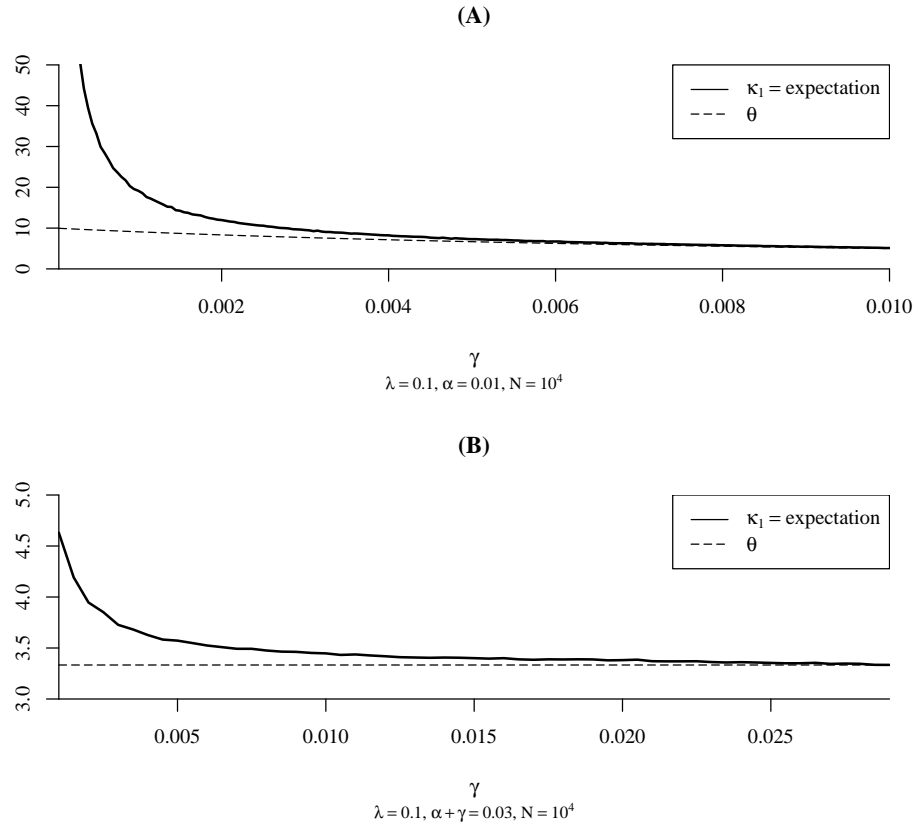 (A)
50
40
30
20
10
0
κ₁ = expectation
θ
0.002 0.004 0.006 0.008 0.010
γ
λ = 0.1, α = 0.01, N = 10⁴
(B)
5.0
4.5
4.0
3.5
3.0
κ₁ = expectation
θ
0.005 0.010 0.015 0.020 0.025
γ
λ = 0.1, α + γ = 0.03, N = 10⁴